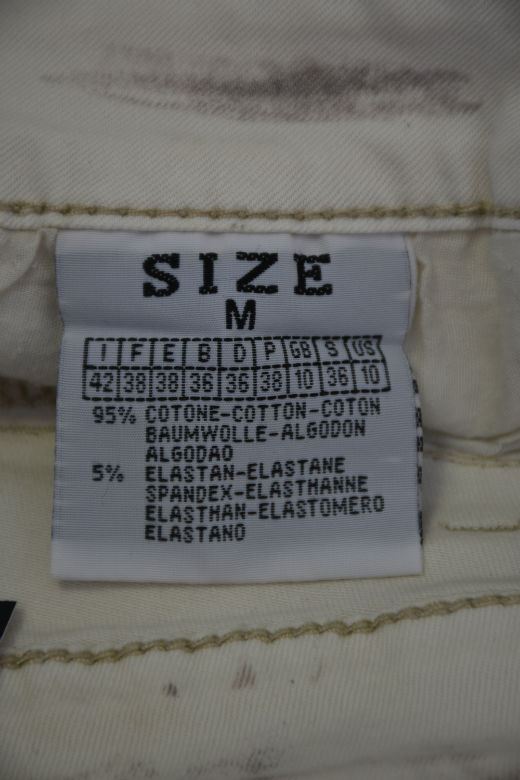 SIZE
M
I F E B D P GB S US
42 38 38 36 36 38 10 36 10
95% COTONE-COTTON-COTON
BAUMWOLLE-ALGODON
ALGODAO
5% ELASTAN-ELASTANE
SPANDEX-ELASTHANNE
ELASTHAN-ELASTOMERO
ELASTANO